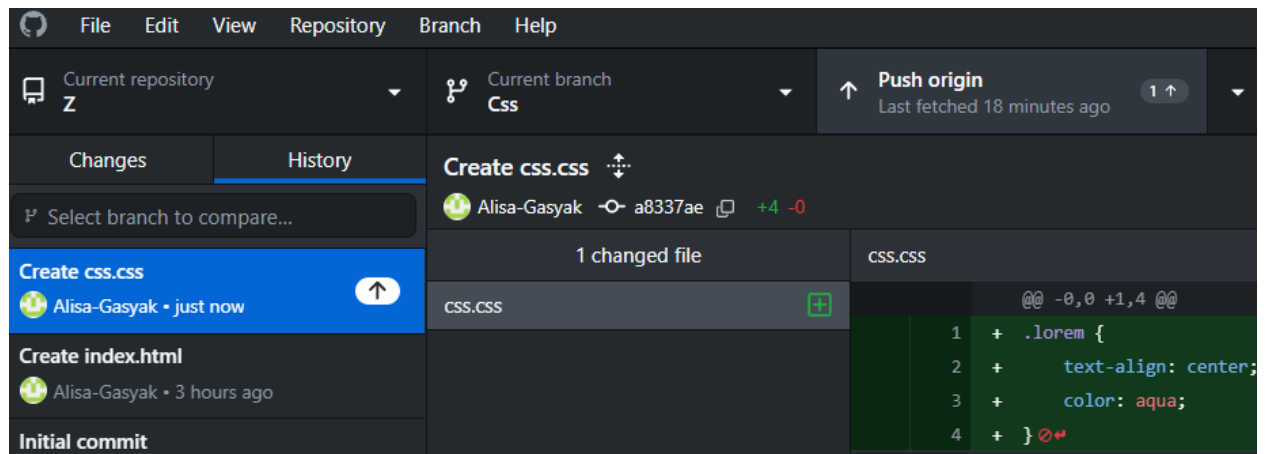 File Edit View Repository Branch Help
Current repository
Z
Current branch
Css
Push origin
Last fetched 18 minutes ago
1
Changes History
Select branch to compare...
Create css.css
Alisa-Gasyak • just now
Create index.html
Alisa-Gasyak • 3 hours ago
Initial commit
Create css.css
Alisa-Gasyak a8337ae +4 -0
1 changed file
css.css
css.css
@@ -0,0 +1,4 @@
1 + .lorem {
2 + text-align: center;
3 + color: aqua;
4 + }